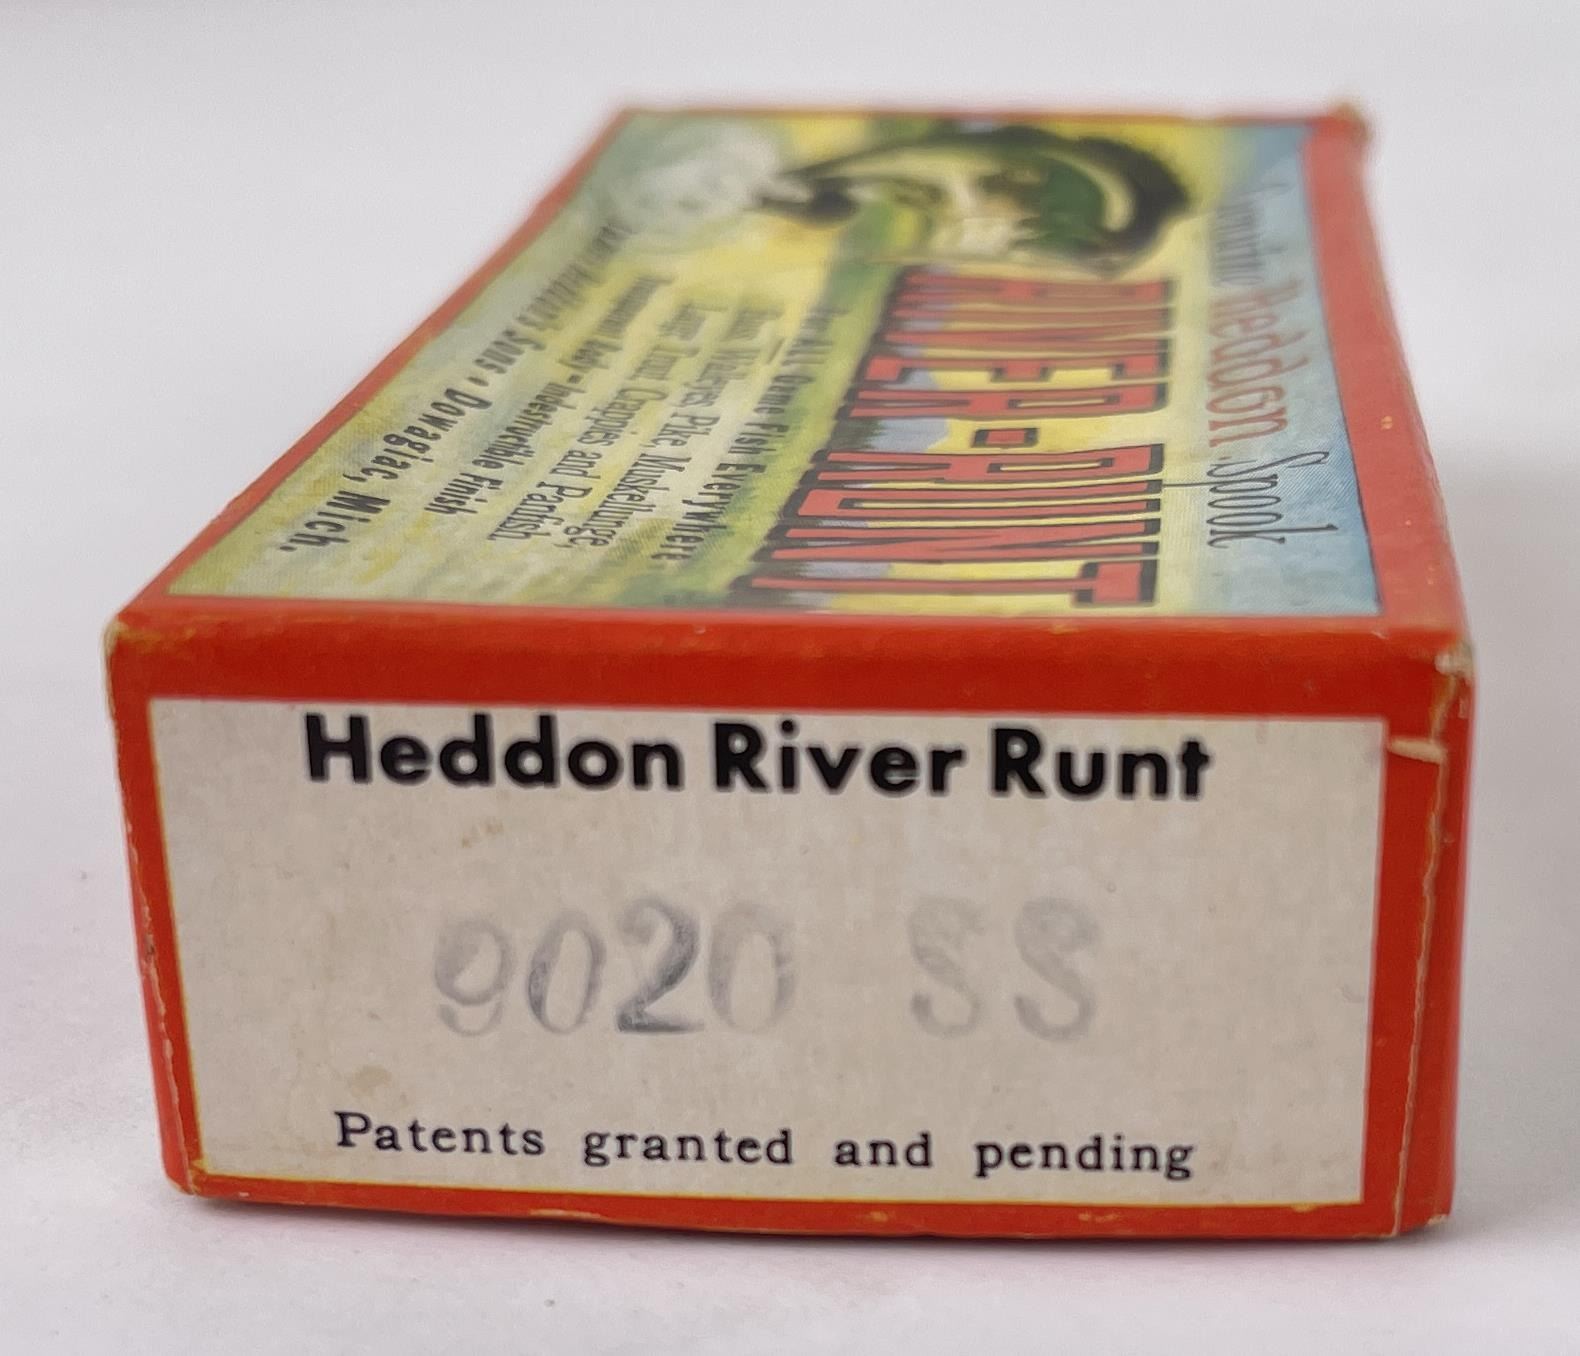 Genuine Heddon Spook
RIVER-RUNT
For ALL Game Fish Everywhere
Bass, Walleyes, Pike, Muskellunge,
Large Trout, Crappies and Panfish.
Transparent body - Indestructible Finish
James Heddon's Sons, Dowagiac, Mich.
Heddon River Runt
9020 SS
Patents granted and pending